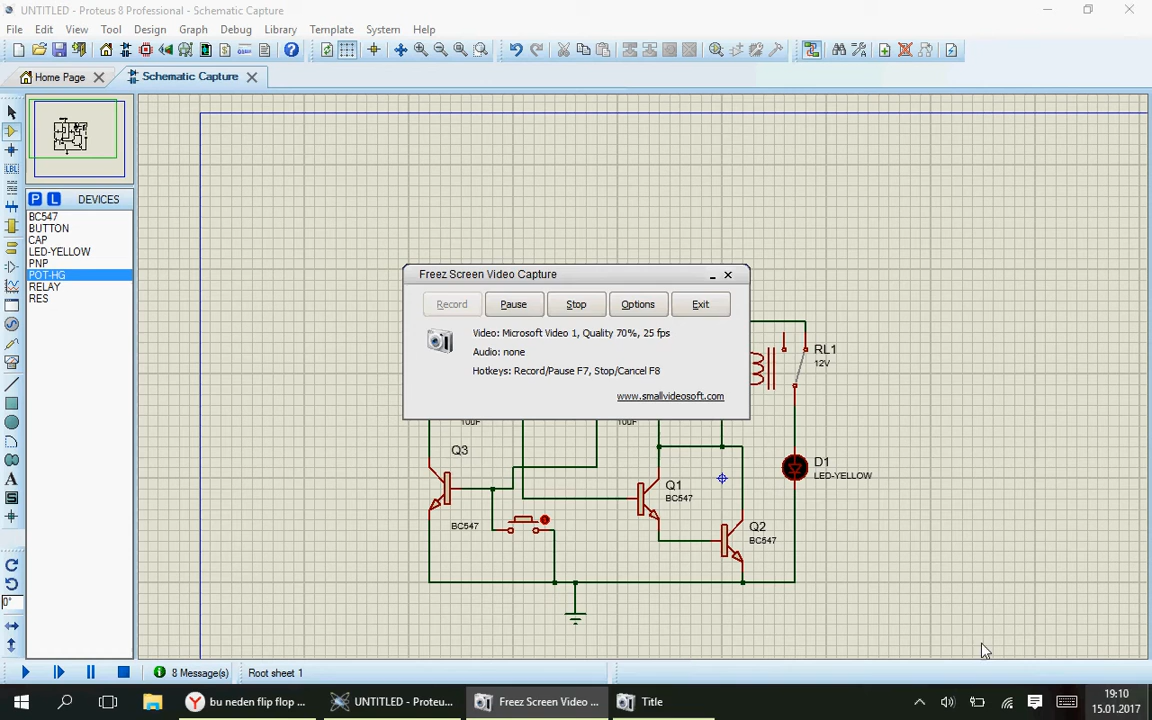 UNTITLED - Proteus 8 Professional - Schematic Capture
File Edit View Tool Design Graph Debug Library Template System Help
Home Page
Schematic Capture
LBL
P L DEVICES
BC547
BUTTON
CAP
LED-YELLOW
PNP
POT-HG
RELAY
RES
A
0°
Freez Screen Video Capture
Record Pause Stop Options Exit
Video: Microsoft Video 1, Quality 70%, 25 fps
Audio: none
Hotkeys: Record/Pause F7, Stop/Cancel F8
www.smallvideosoft.com
RL1
12V
10uF
10uF
Q3
BC547
Q1
BC547
D1
LED-YELLOW
Q2
BC547
8 Message(s)
Root sheet 1
buneden flip flop ...
UNTITLED - Proteu...
Freez Screen Video ...
Title
19:10
15.01.2017